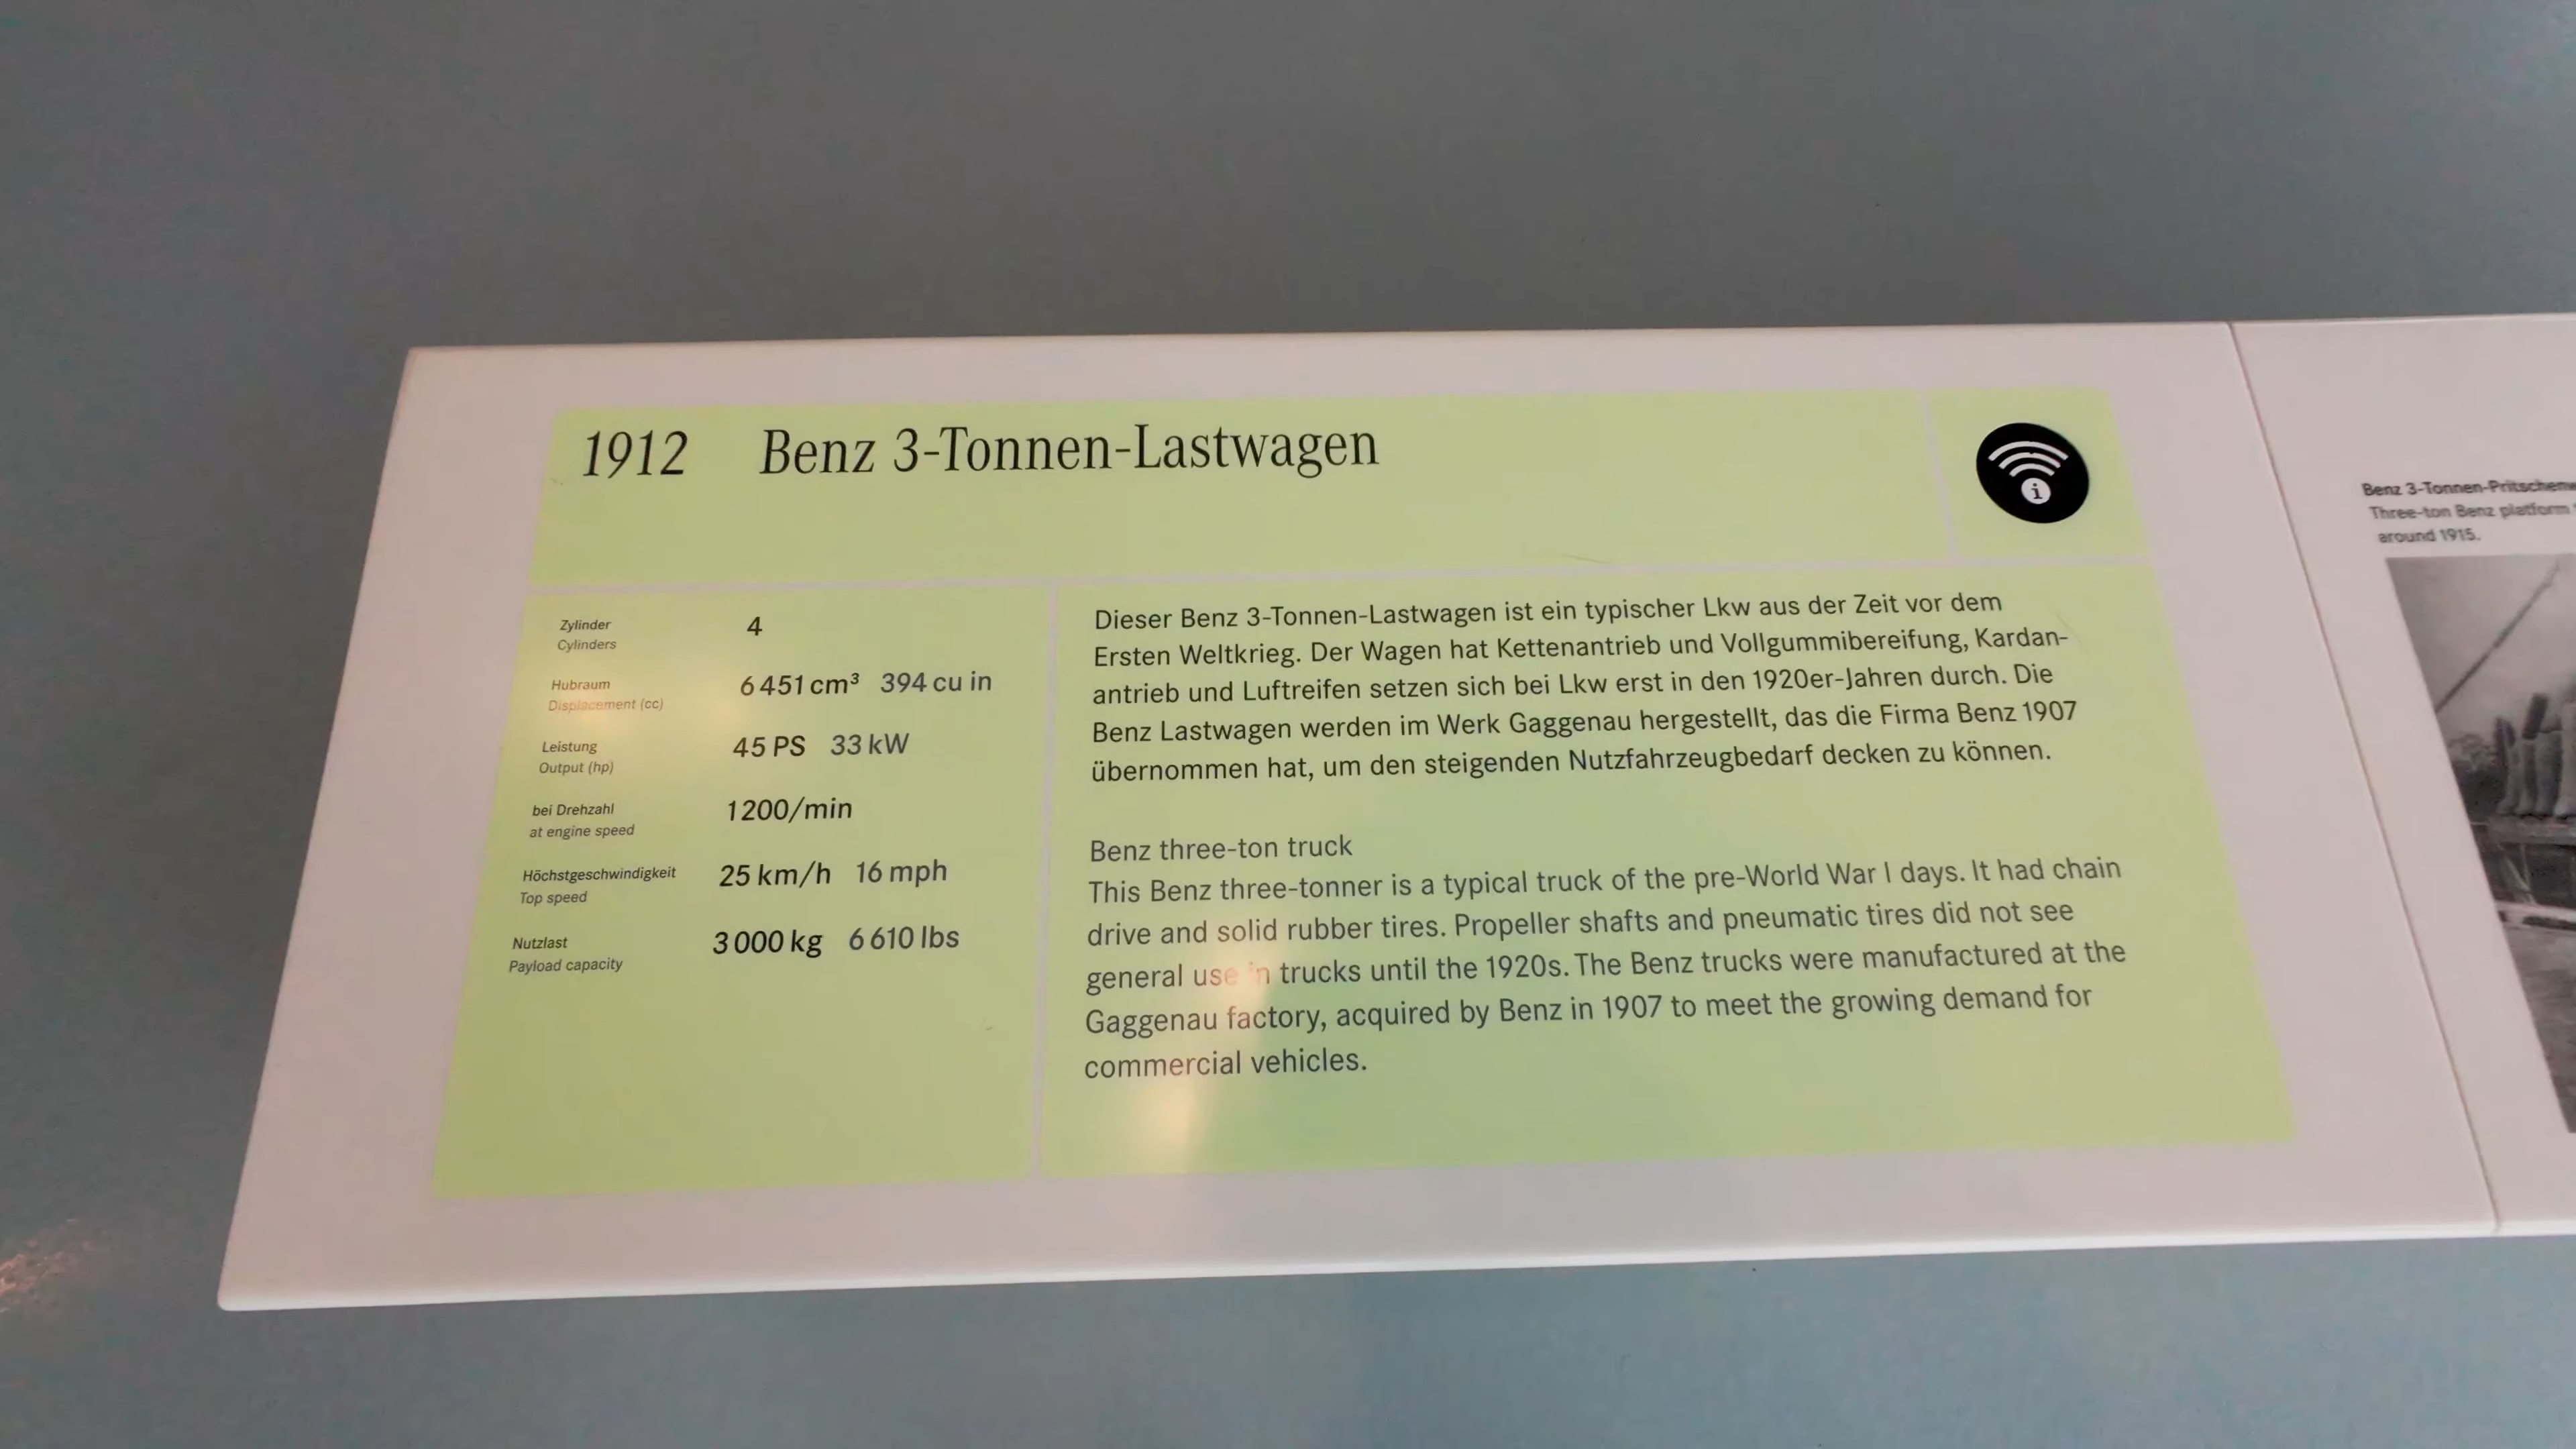 1912 Benz 3-Tonnen-Lastwagen
Zylinder 4
Cylinders
Hubraum 6 451 cm³ 394 cu in
Displacement (cc)
Leistung 45 PS 33 kW
Output (hp)
bei Drehzahl 1200/min
at engine speed
Höchstgeschwindigkeit 25 km/h 16 mph
Top speed
Nutzlast 3 000 kg 6 610 lbs
Payload capacity
Dieser Benz 3-Tonnen-Lastwagen ist ein typischer Lkw aus der Zeit vor dem
Ersten Weltkrieg. Der Wagen hat Kettenantrieb und Vollgummibereifung, Kardan-
antrieb und Luftreifen setzen sich bei Lkw erst in den 1920er-Jahren durch. Die
Benz Lastwagen werden im Werk Gaggenau hergestellt, das die Firma Benz 1907
übernommen hat, um den steigenden Nutzfahrzeugbedarf decken zu können.
Benz three-ton truck
This Benz three-tonner is a typical truck of the pre-World War I days. It had chain
drive and solid rubber tires. Propeller shafts and pneumatic tires did not see
general use in trucks until the 1920s. The Benz trucks were manufactured at the
Gaggenau factory, acquired by Benz in 1907 to meet the growing demand for
commercial vehicles.
i
Benz
Three-ton Benz platform
around 1915.